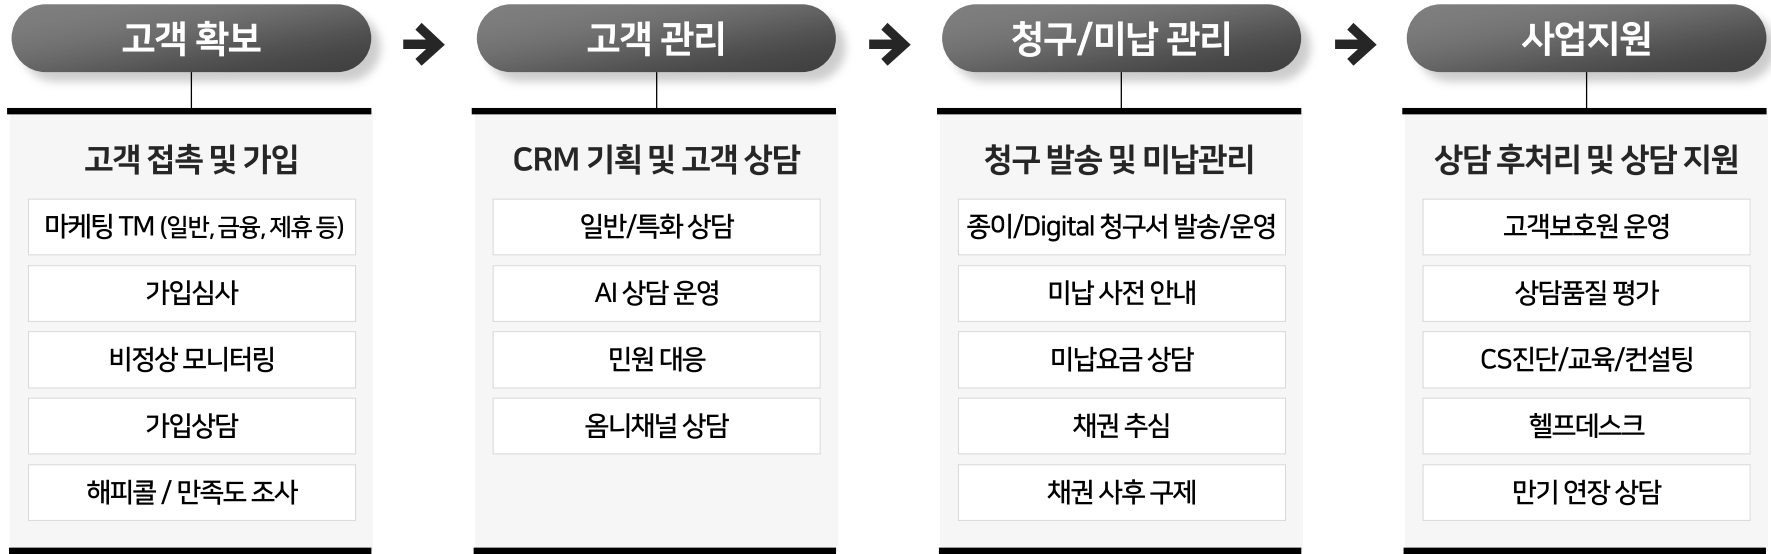 고객 확보
고객 접촉 및 가입
마케팅 TM (일반, 금융, 제휴 등)
가입심사
비정상 모니터링
가입상담
해피콜 / 만족도 조사
고객 관리
CRM 기획 및 고객 상담
일반/특화 상담
AI 상담 운영
민원 대응
옴니채널 상담
청구/미납 관리
청구 발송 및 미납관리
종이/Digital 청구서 발송/운영
미납 사전 안내
미납요금 상담
채권 추심
채권 사후 구제
사업지원
상담 후처리 및 상담 지원
고객보호원 운영
상담품질 평가
CS진단/교육/컨설팅
헬프데스크
만기 연장 상담